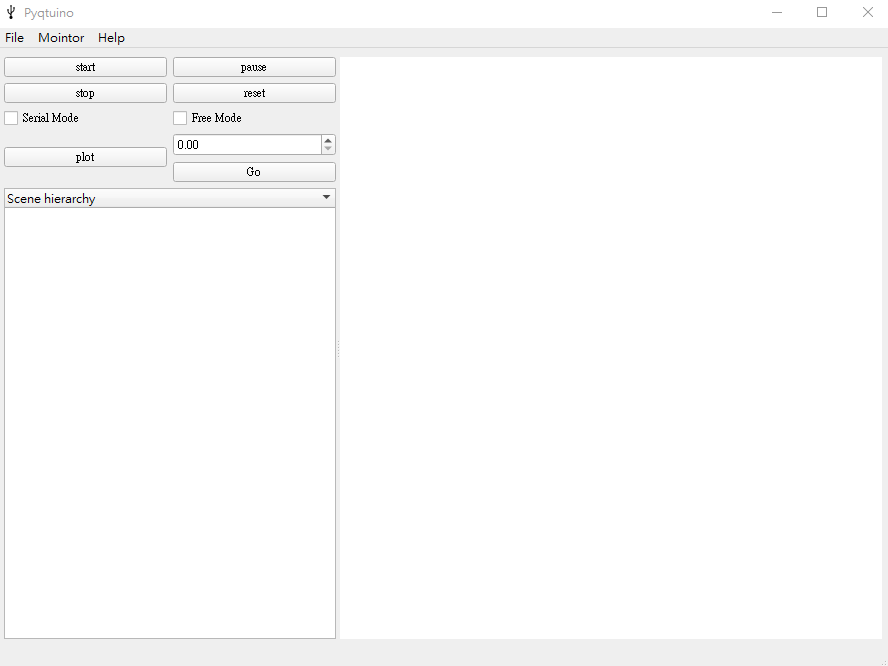 Pyqtuino
File Mointor Help
start pause
stop reset
Serial Mode Free Mode
0.00
plot
Go
Scene hierarchy